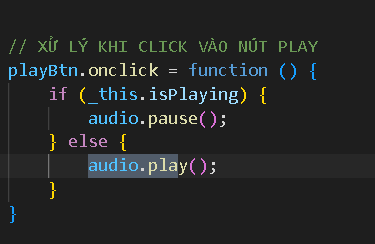 // XỬ LÝ KHI CLICK VÀO NÚT PLAY
playBtn.onclick = function () {
    if (_this.isPlaying) {
        audio.pause();
    } else {
        audio.play();
    }
}